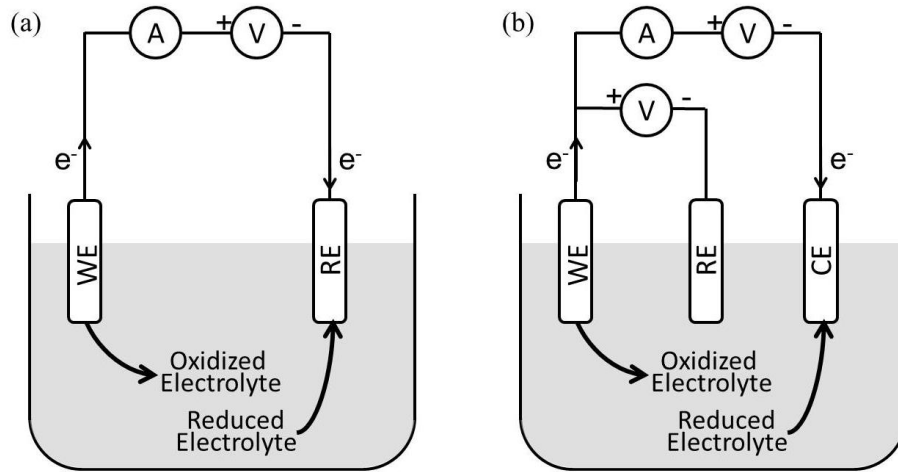 (a)
A
+
V
-
e-
e-
WE
RE
Oxidized
Electrolyte
Reduced
Electrolyte
(b)
A
+
V
-
+
V
-
e-
e-
WE
RE
CE
Oxidized
Electrolyte
Reduced
Electrolyte